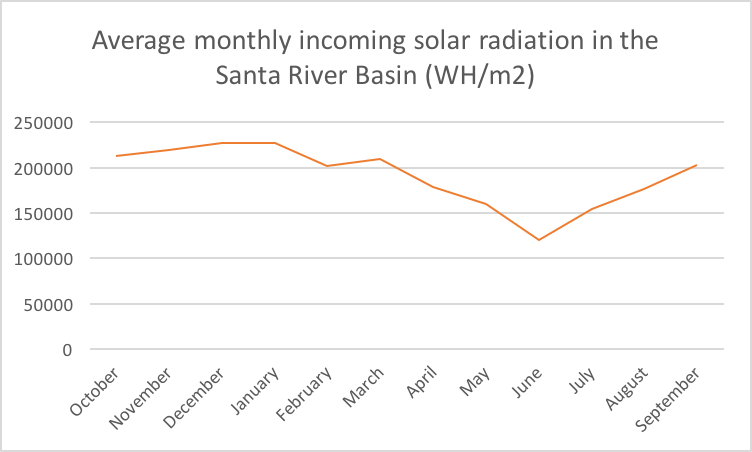 Average monthly incoming solar radiation in the
Santa River Basin (WH/m2)
250000
200000
150000
100000
50000
0
October
November
December
January
February
March
April
May
June
July
August
September